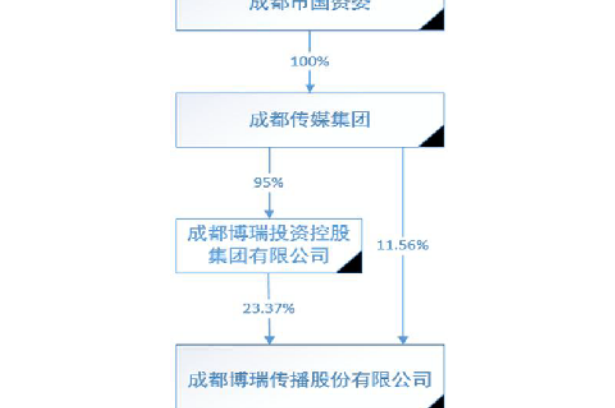 成都市国资委
100%
成都传媒集团
95%
成都博瑞投资控股
集团有限公司
11.56%
23.37%
成都博瑞传播股份有限公司